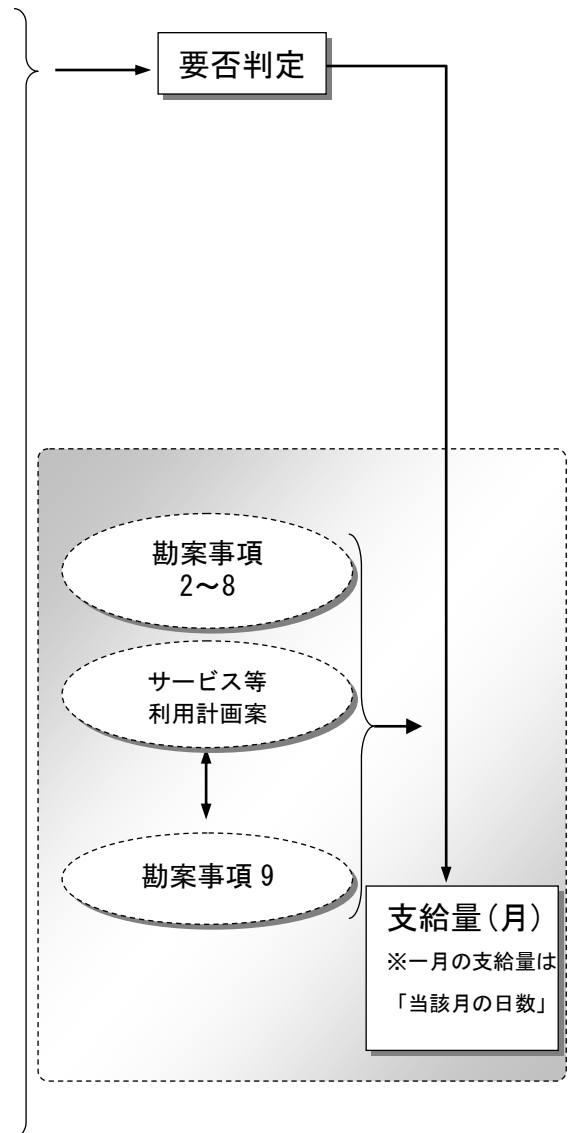 要否判定
勘案事項
2～8
サービス等
利用計画案
勘案事項 9
支給量(月)
※一月の支給量は
「当該月の日数」